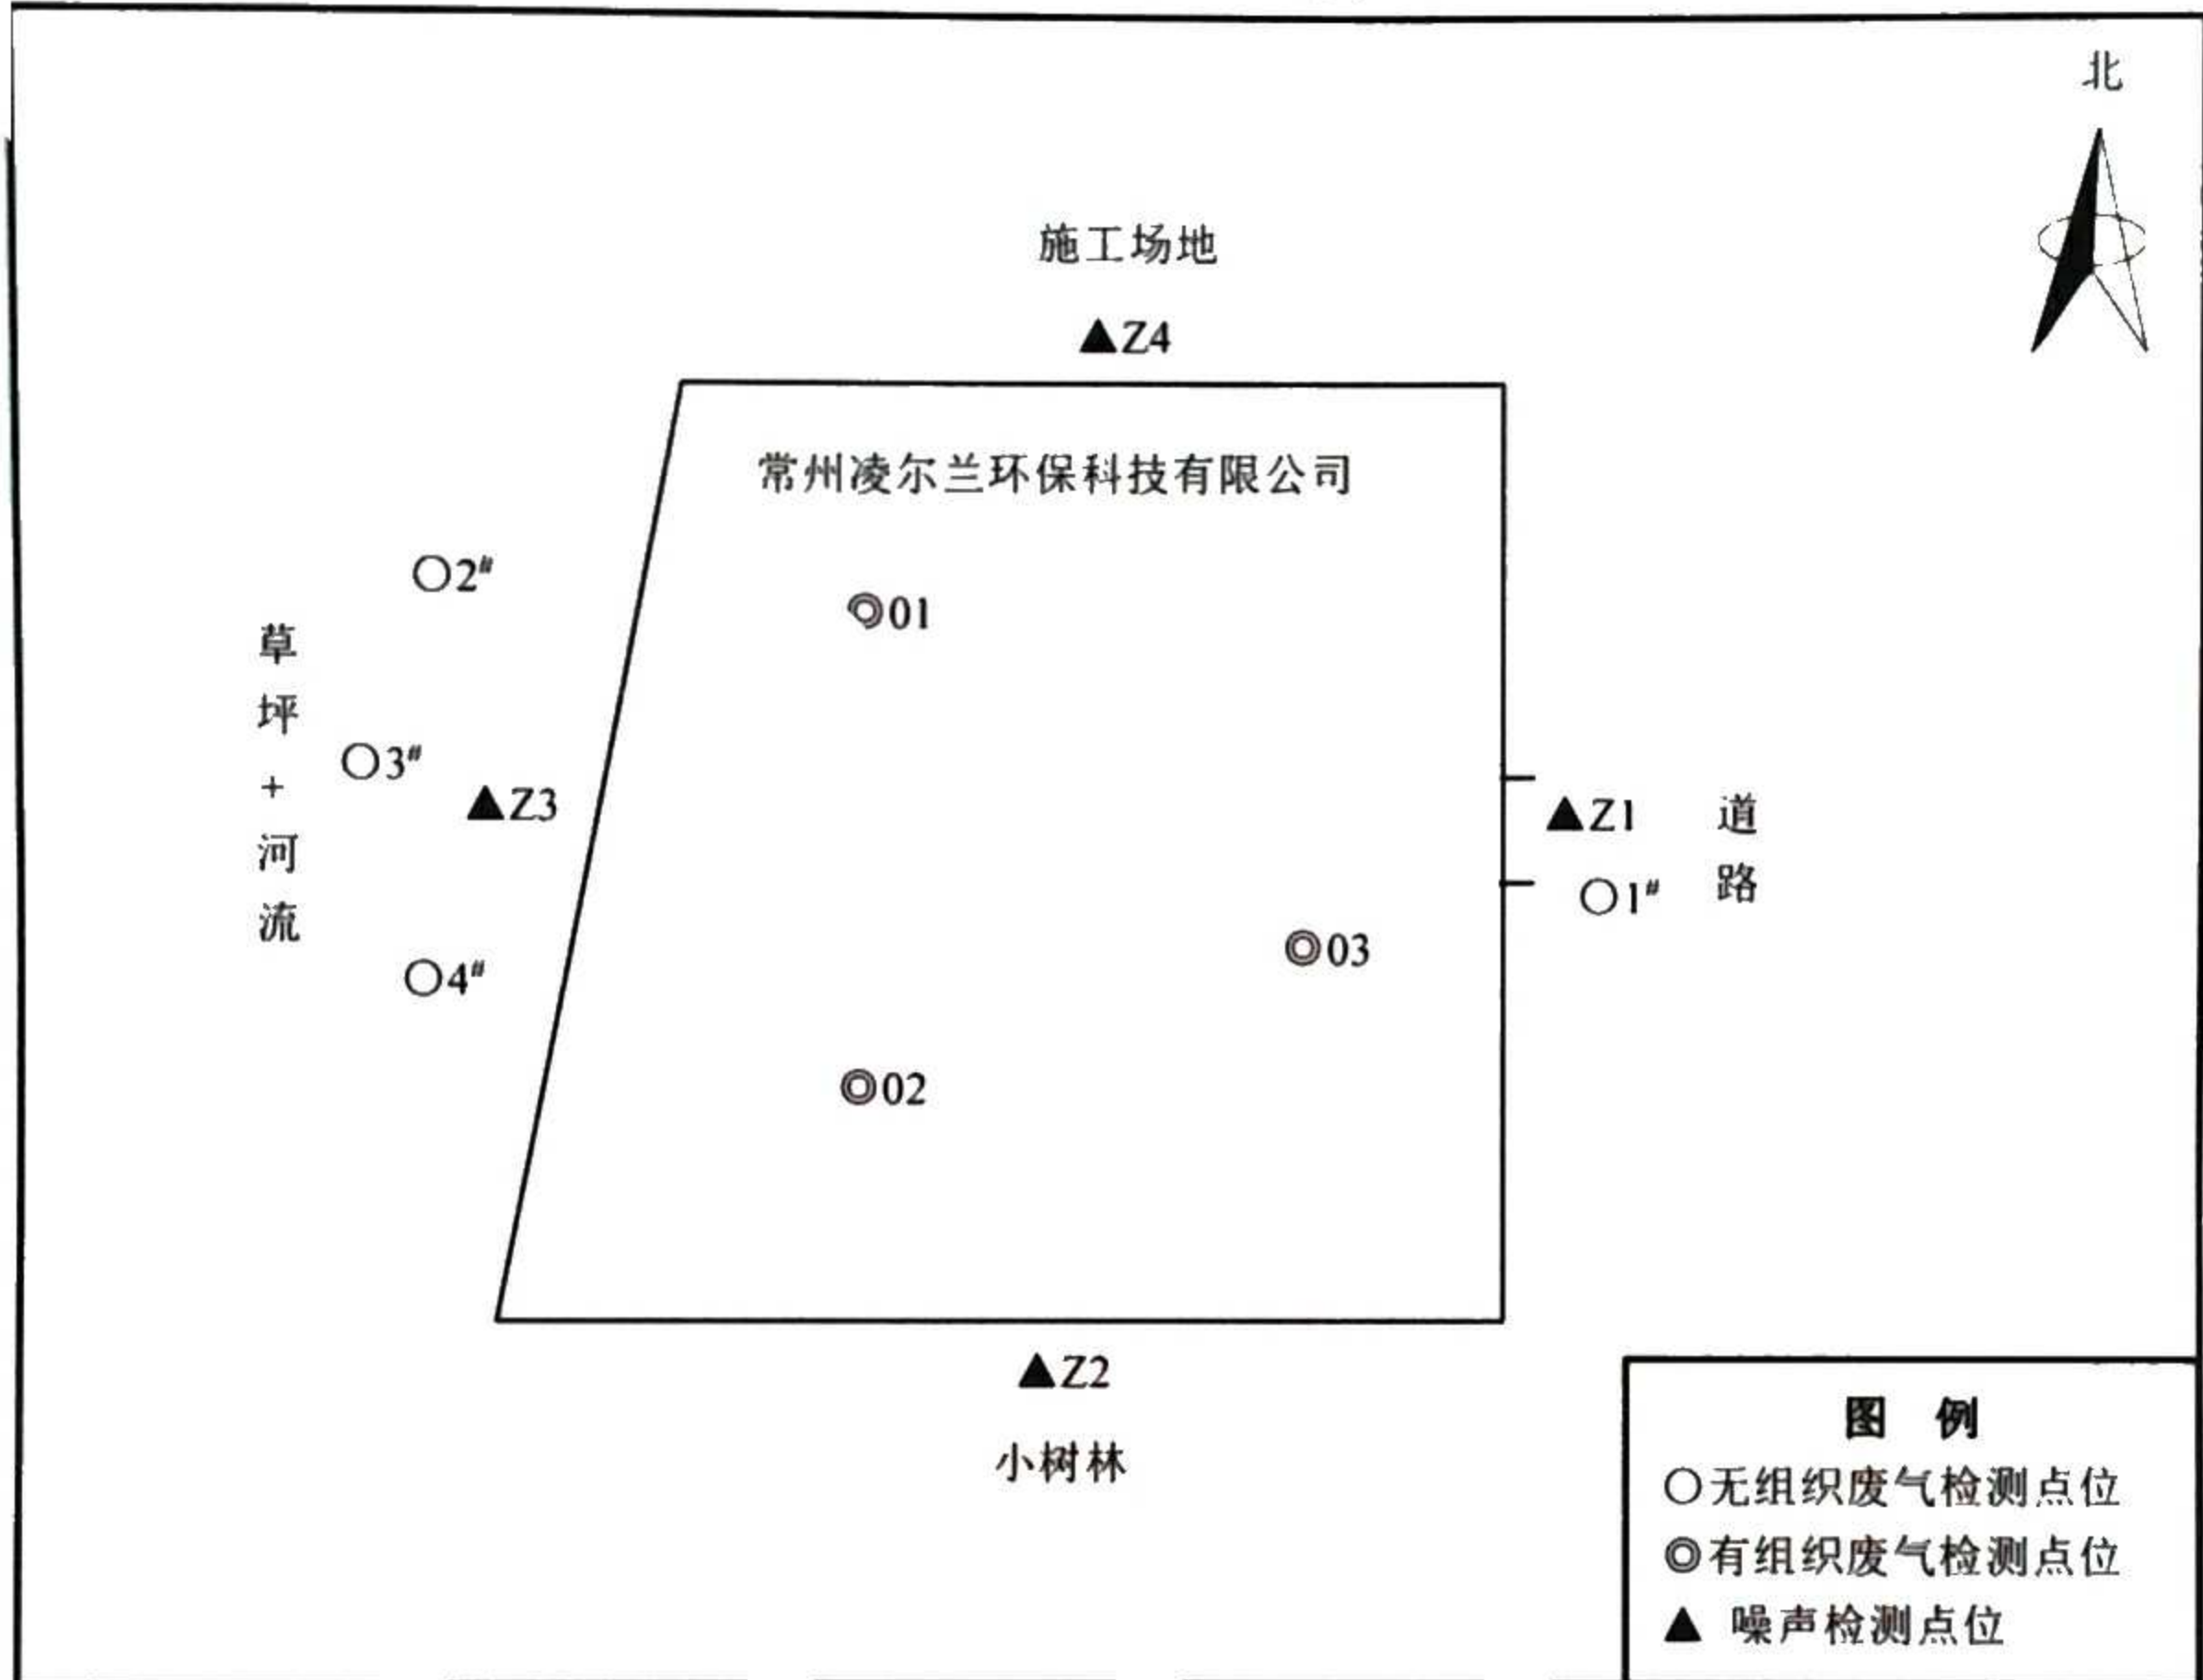 北
施工场地
▲Z4
常州凌尔兰环保科技有限公司
○2#
◎01
草坪+河流
○3#
▲Z3
▲Z1
道路
○1#
◎03
○4#
◎02
▲Z2
小树林
图 例
○无组织废气检测点位
◎有组织废气检测点位
▲ 噪声检测点位